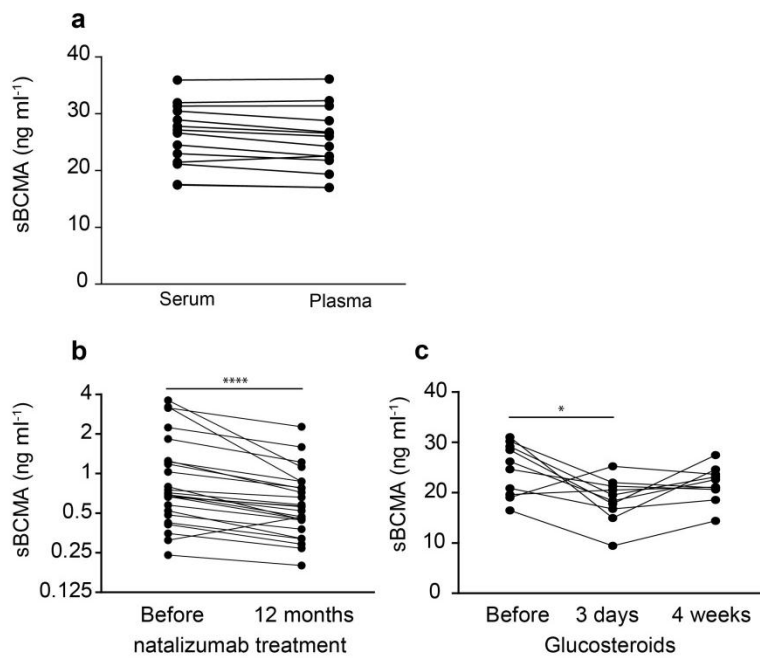 a
sBCMA (ng ml⁻¹)
40
30
20
10
0
Serum Plasma
b
sBCMA (ng ml⁻¹)
****
4
2
1
0.5
0.25
0.125
Before 12 months
natalizumab treatment
c
sBCMA (ng ml⁻¹)
*
40
30
20
10
0
Before 3 days 4 weeks
Glucosteroids